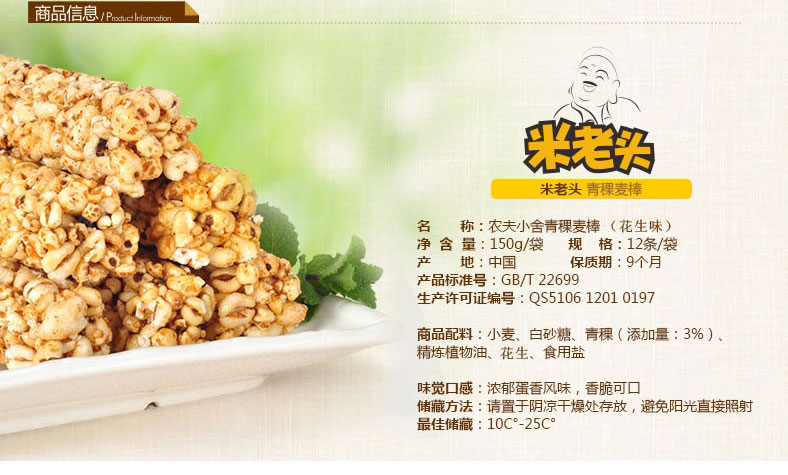 商品信息 / Product Information
米老头
米老头 青稞麦棒
名 称：农夫小舍青稞麦棒（花生味）
净 含 量：150g/袋 规 格：12条/袋
产 地：中国 保质期：9个月
产品标准号：GB/T 22699
生产许可证编号：QS5106 1201 0197
商品配料：小麦、白砂糖、青稞（添加量：3%）、
精炼植物油、花生、食用盐
味觉口感：浓郁蛋香风味，香脆可口
储藏方法：请置于阴凉干燥处存放，避免阳光直接照射
最佳储藏：10C°-25C°